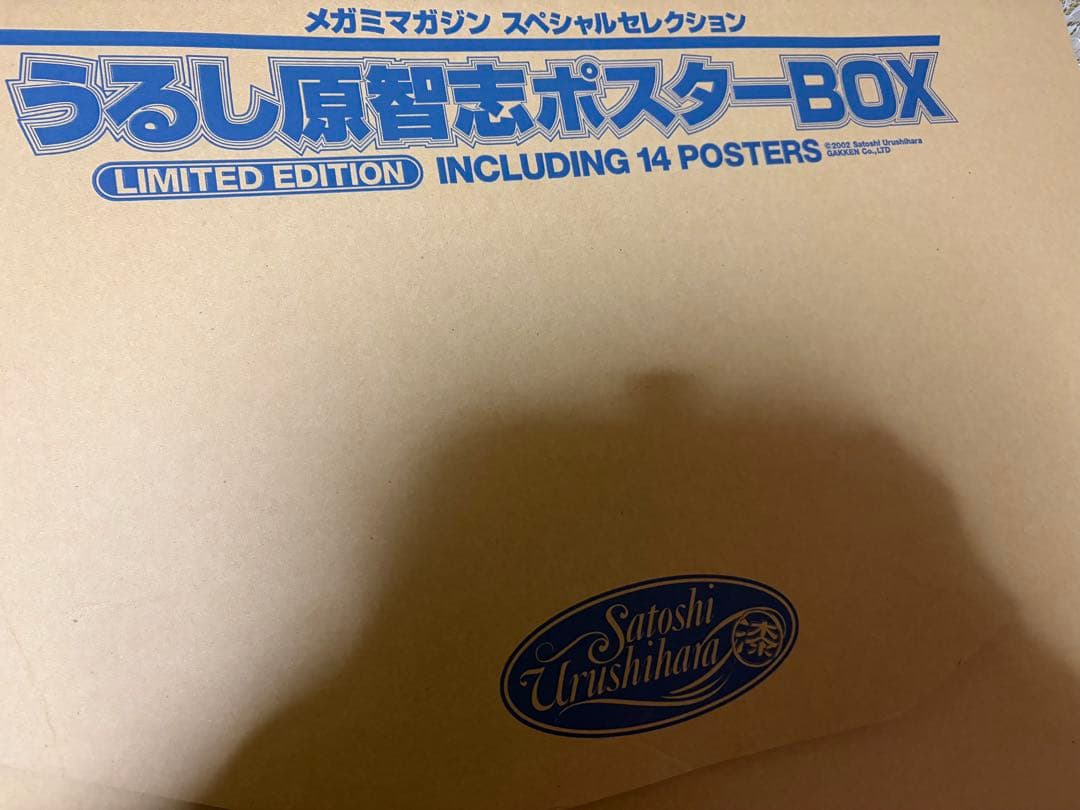 メガミマガジン スペシャルセレクション
うるし原智志ポスターBOX
LIMITED EDITION INCLUDING 14 POSTERS
©2002 Satoshi Urushihara
GAKKEN Co.,LTD
Satoshi
Urushihara
漆